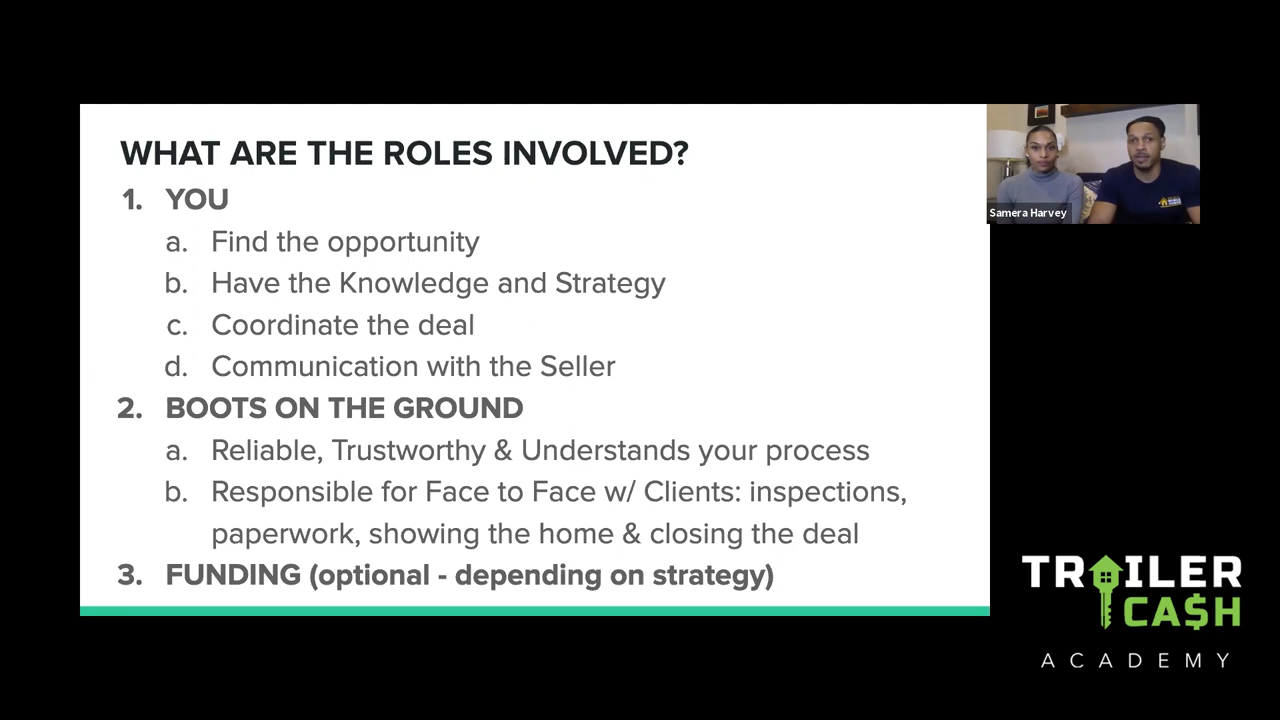 WHAT ARE THE ROLES INVOLVED?
1. YOU
a. Find the opportunity
b. Have the Knowledge and Strategy
c. Coordinate the deal
d. Communication with the Seller
2. BOOTS ON THE GROUND
a. Reliable, Trustworthy & Understands your process
b. Responsible for Face to Face w/ Clients: inspections,
paperwork, showing the home & closing the deal
3. FUNDING (optional - depending on strategy)
Samera Harvey
TRAILER
CA$H
ACADEMY